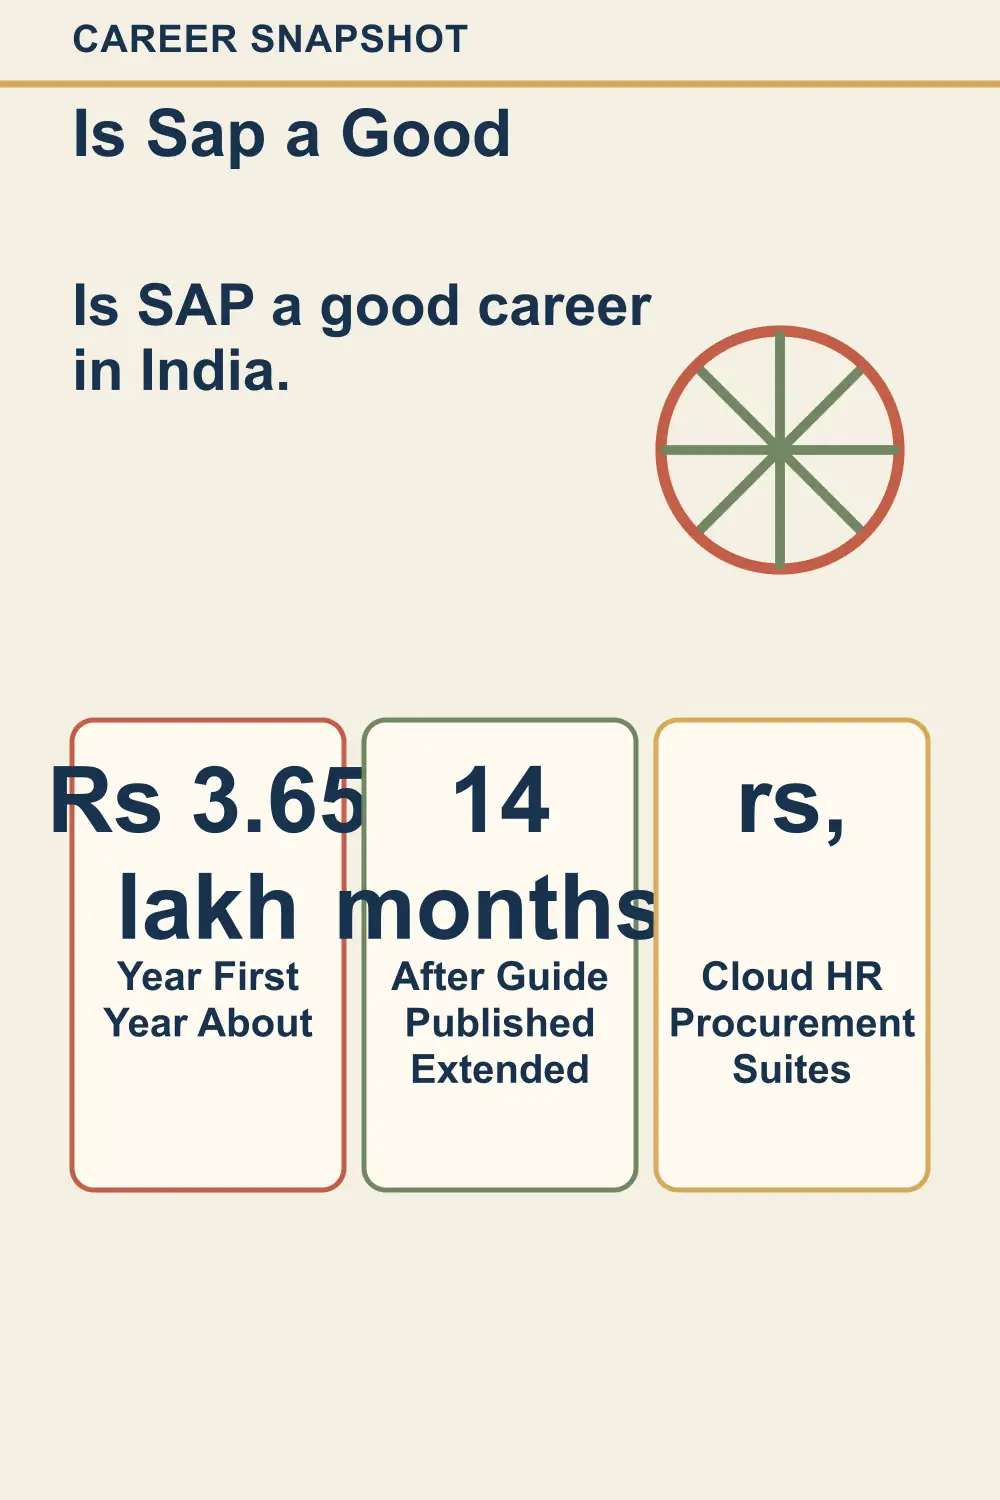 CAREER SNAPSHOT
Is Sap a Good
Is SAP a good career
in India.
Rs 3.65
lakh
Year First
Year About
14
months
After Guide
Published
Extended
rs,
Cloud HR
Procurement
Suites